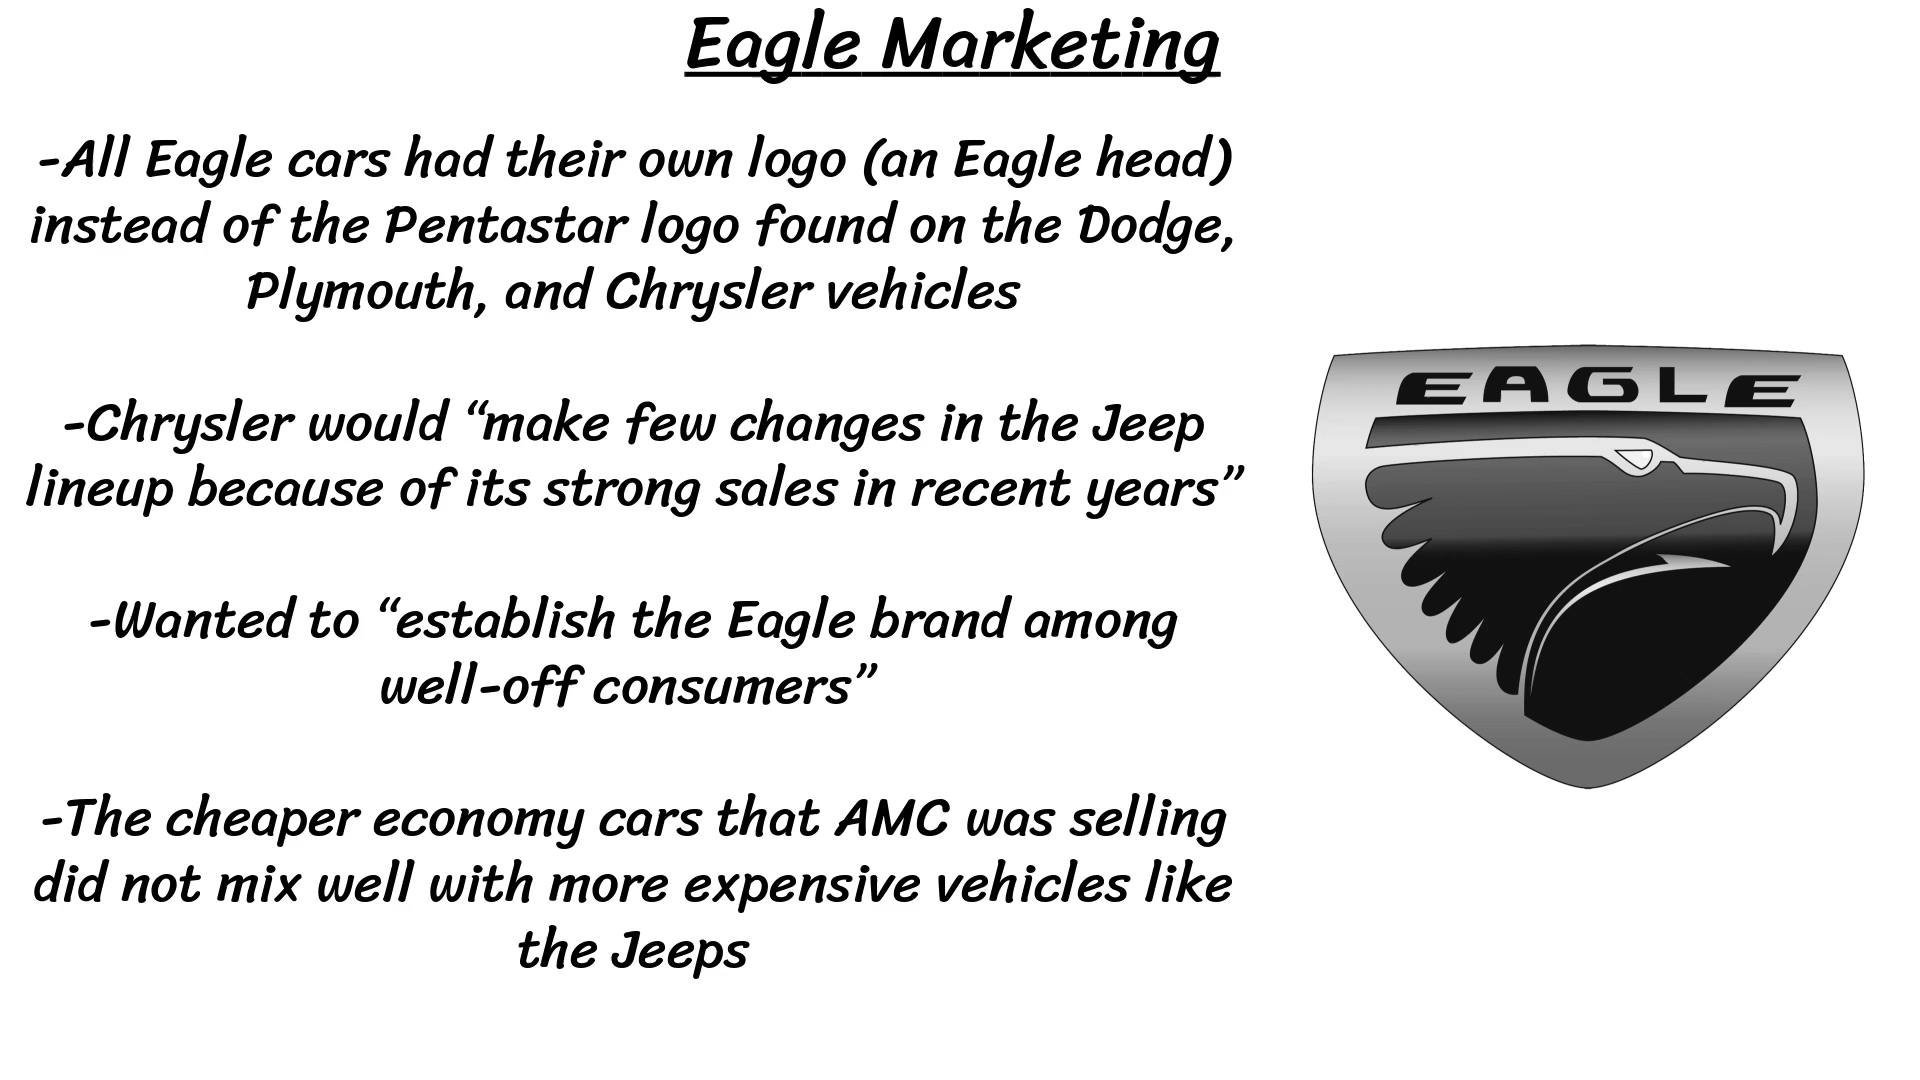 Eagle Marketing
-All Eagle cars had their own logo (an Eagle head)
instead of the Pentastar logo found on the Dodge,
Plymouth, and Chrysler vehicles
-Chrysler would “make few changes in the Jeep
lineup because of its strong sales in recent years”
-Wanted to “establish the Eagle brand among
well-off consumers”
-The cheaper economy cars that AMC was selling
did not mix well with more expensive vehicles like
the Jeeps
EAGLE